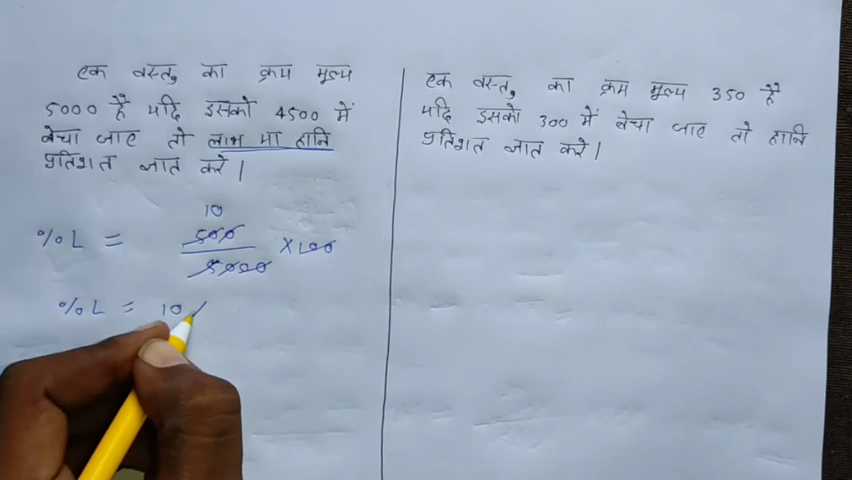 एक वस्तु का क्रय मूल्य
5000 है यदि इसको 4500 में
बेचा जाए तो लाभ या हानि
प्रतिशत ज्ञात करे।
10
%L = 500/5000 × 100
%L = 10
एक वस्तु का क्रय मूल्य 350 है
यदि इसको 300 में बेचा जाए तो हानि
प्रतिशत ज्ञात करे।